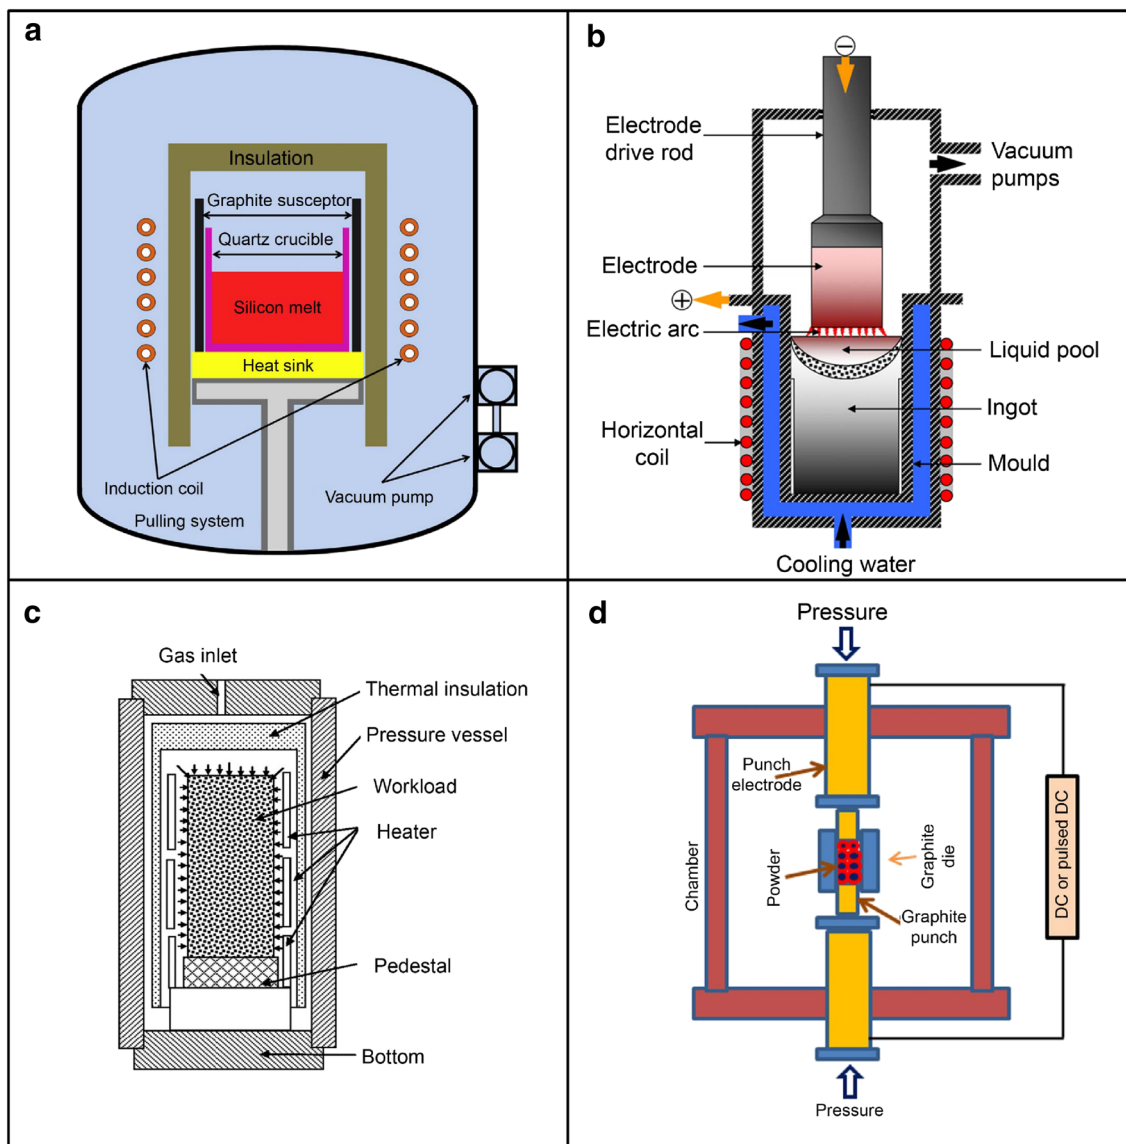 a
Insulation
Graphite susceptor
Quartz crucible
Silicon melt
Heat sink
Induction coil
Vacuum pump
Pulling system
b
−
Electrode
drive rod
Vacuum
pumps
Electrode
+
Electric arc
Liquid pool
Ingot
Horizontal
coil
Mould
Cooling water
c
Gas inlet
Thermal insulation
Pressure vessel
Workload
Heater
Pedestal
Bottom
d
Pressure
Punch
electrode
Chamber
Powder
Graphite
die
Graphite
punch
DC or pulsed DC
Pressure